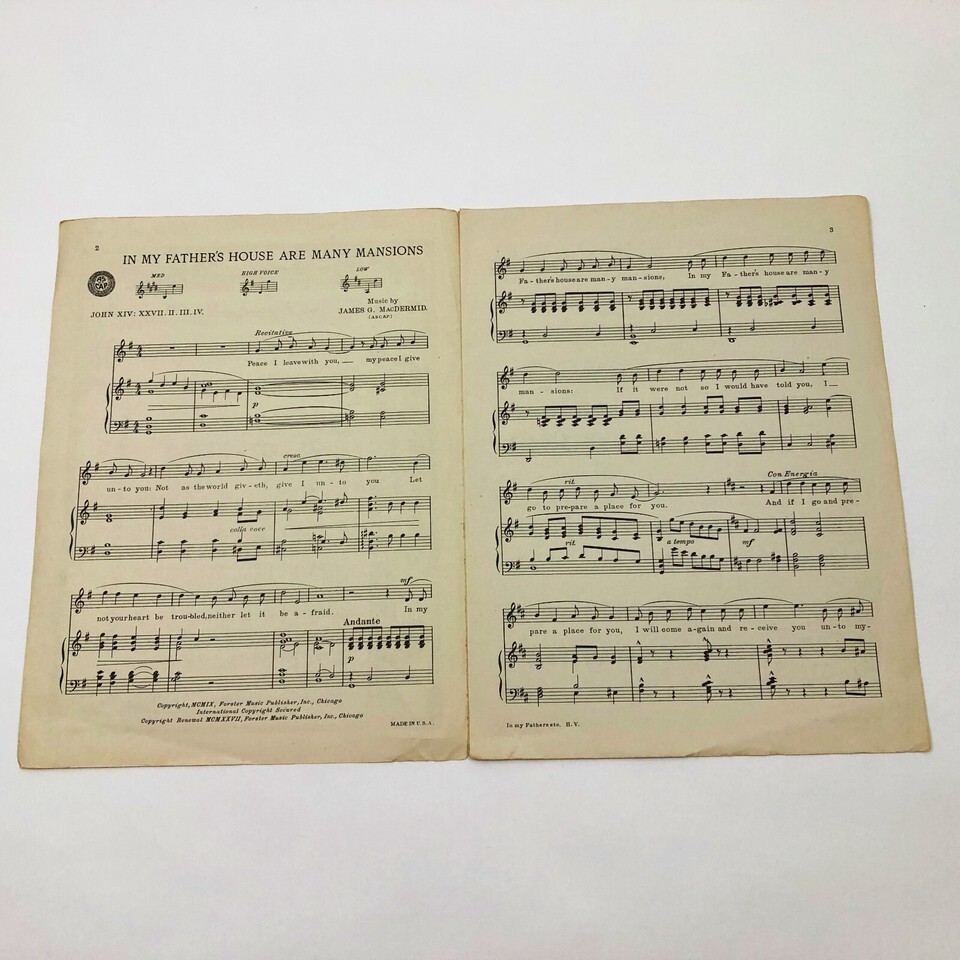 2
IN MY FATHER'S HOUSE ARE MANY MANSIONS
AS
CAP
MED
HIGH VOICE
LOW
JOHN XIV: XXVII. II. III. IV.
Music by
JAMES G. MACDERMID.
(ASCAP)
Recitative
Peace I leave with you, my peace I give
p
cresc.
un-to you: Not as the world giv-eth, give I un-to you Let
colla voce
mf
not your heart be trou-bled, neither let it be a-fraid. In my
Andante
p
Copyright, MCMIX, Forster Music Publisher, Inc., Chicago
International Copyright Secured
Copyright Renewal MCMXXVII, Forster Music Publisher, Inc., Chicago
MADE IN U.S.A.
3
Fa-ther's house are man-y man-sions, In my Fa-ther's house are man-y
man-sions: If it were not so I would have told you, I
rit.
Con Energia
go to pre-pare a place for you. And if I go and pre-
rit
a tempo
mf
pare a place for you, I will come a-gain and re-ceive you un-to my-
In my Fathers etc. H. V.